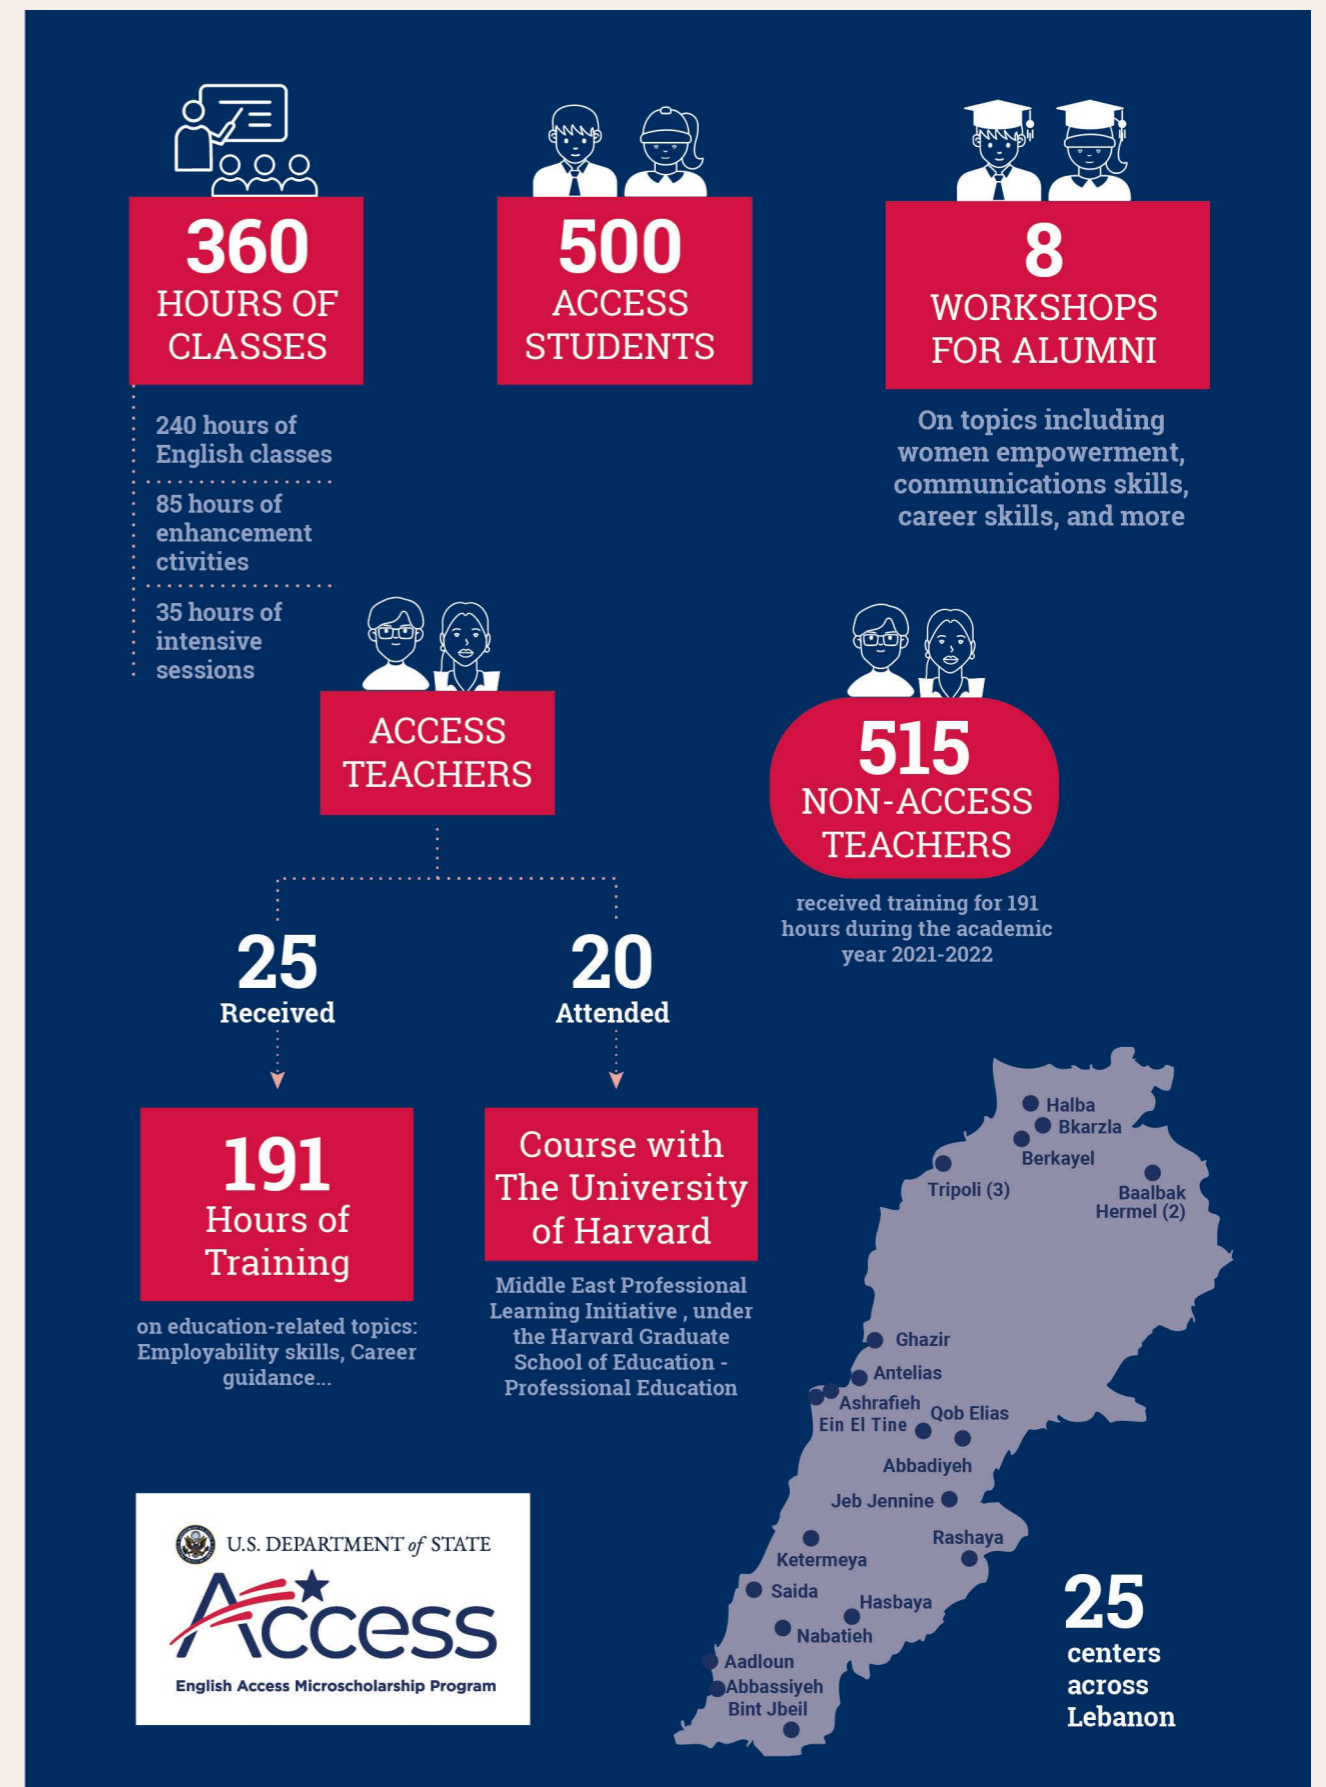 360
HOURS OF
CLASSES
240 hours of
English classes
85 hours of
enhancement
ctivities
35 hours of
intensive
sessions
500
ACCESS
STUDENTS
8
WORKSHOPS
FOR ALUMNI
On topics including
women empowerment,
communications skills,
career skills, and more
ACCESS
TEACHERS
25
Received
191
Hours of
Training
on education-related topics:
Employability skills, Career
guidance...
20
Attended
Course with
The University
of Harvard
Middle East Professional
Learning Initiative , under
the Harvard Graduate
School of Education -
Professional Education
515
NON-ACCESS
TEACHERS
received training for 191
hours during the academic
year 2021-2022
Halba
Bkarzla
Berkayel
Tripoli (3)
Baalbak
Hermel (2)
Ghazir
Antelias
Ashrafieh
Ein El Tine
Qob Elias
Abbadiyeh
Jeb Jennine
Rashaya
Ketermeya
Saida
Hasbaya
Nabatieh
Aadloun
Abbassiyeh
Bint Jbeil
25
centers
across
Lebanon
U.S. DEPARTMENT of STATE
Access
English Access Microscholarship Program